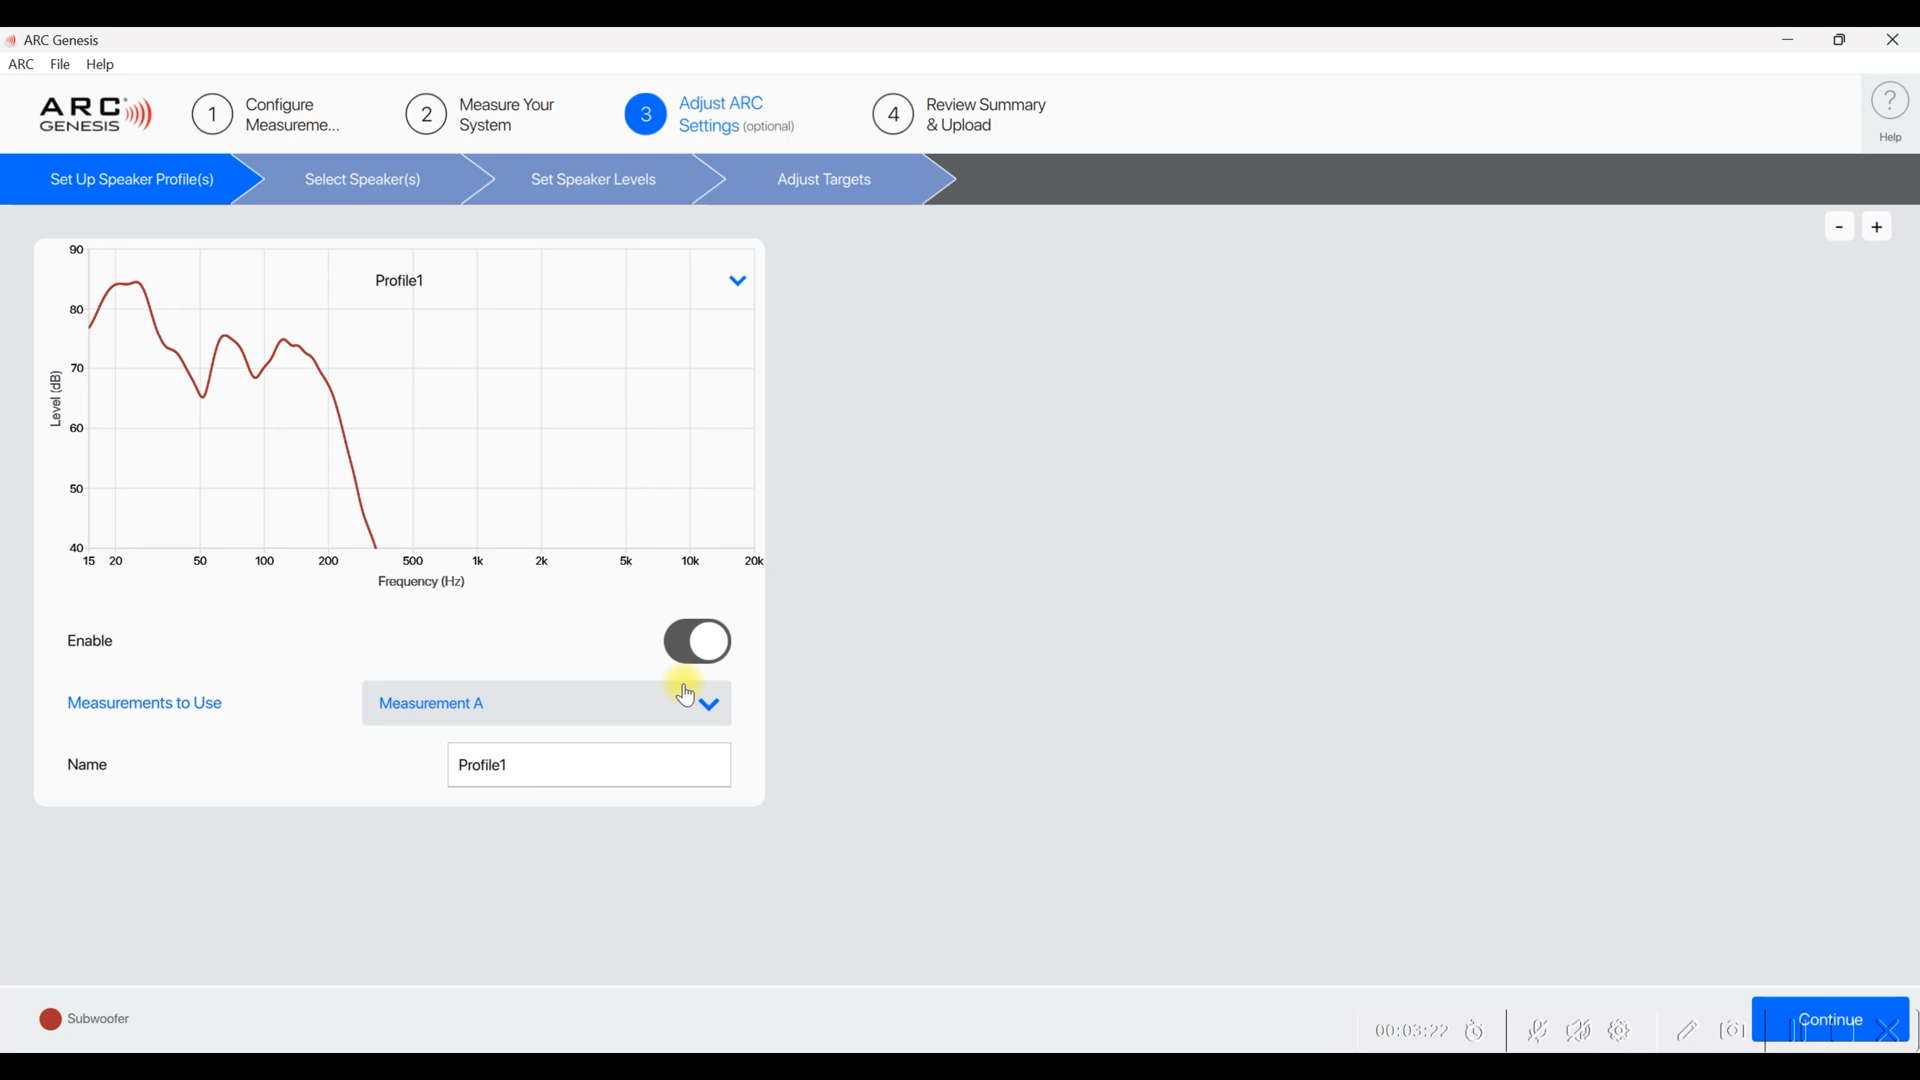 ARC Genesis
ARC File Help
ARC GENESIS
1 Configure Measureme...
2 Measure Your System
3 Adjust ARC Settings (optional)
4 Review Summary & Upload
?
Help
Set Up Speaker Profile(s) Select Speaker(s) Set Speaker Levels Adjust Targets
- +
Profile1
90
80
70
60
50
40
Level (dB)
15 20 50 100 200 500 1k 2k 5k 10k 20k
Frequency (Hz)
Enable
Measurements to Use Measurement A
Name Profile1
Subwoofer
00:03:22
Continue